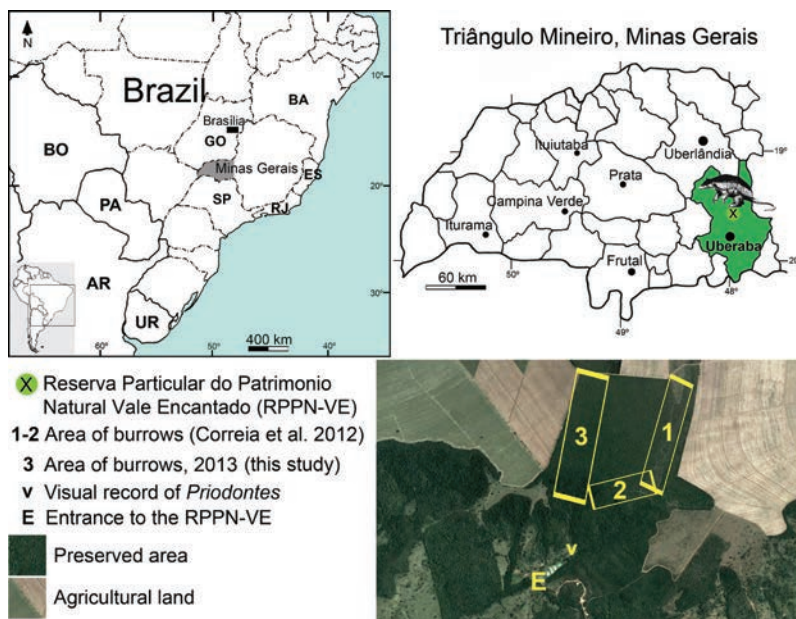 N
Brazil
10°
BA
Brasília
GO
BO
Minas Gerais
ES
20°
PA
SP
RJ
AR
30°
UR
60°
50°
400 km
40°
Triângulo Mineiro, Minas Gerais
19°
Ituiutaba
Uberlândia
Prata
Campina Verde
X
Iturama
Uberaba
Frutal
20
60 km
50°
48°
49°
X Reserva Particular do Patrimonio
Natural Vale Encantado (RPPN-VE)
1-2 Area of burrows (Correia et al. 2012)
3 Area of burrows, 2013 (this study)
v Visual record of Priodontes
E Entrance to the RPPN-VE
Preserved area
Agricultural land
3
1
2
v
E